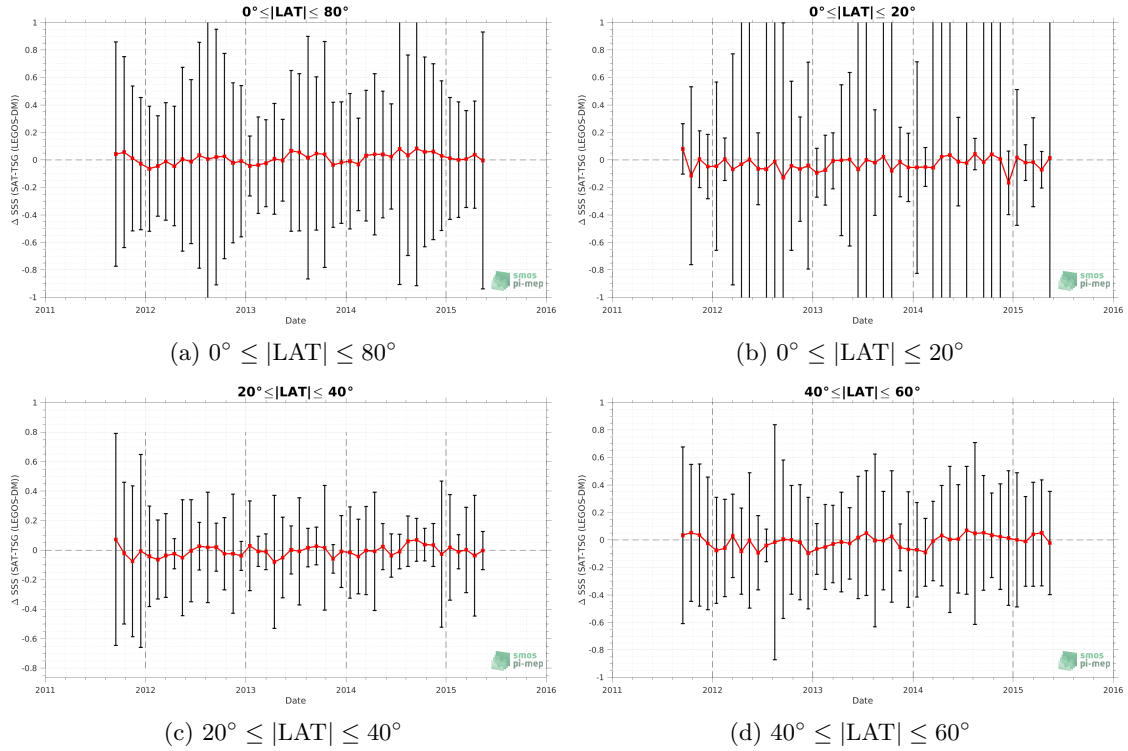 0°≤|LAT|≤ 80°
1
0.8
0.6
0.4
0.2
0
-0.2
-0.4
-0.6
-0.8
-1
Δ SSS (SAT-TSG (LEGOS-DM))
2011 2012 2013 2014 2015 2016
Date
smos
pi-mep
(a) 0° ≤ |LAT| ≤ 80°
0°≤|LAT|≤ 20°
1
0.8
0.6
0.4
0.2
0
-0.2
-0.4
-0.6
-0.8
-1
Δ SSS (SAT-TSG (LEGOS-DM))
2011 2012 2013 2014 2015 2016
Date
smos
pi-mep
(b) 0° ≤ |LAT| ≤ 20°
20°≤|LAT|≤ 40°
1
0.8
0.6
0.4
0.2
0
-0.2
-0.4
-0.6
-0.8
Δ SSS (SAT-TSG (LEGOS-DM))
2011 2012 2013 2014 2015 2016
Date
smos
pi-mep
(c) 20° ≤ |LAT| ≤ 40°
40°≤|LAT|≤ 60°
1
0.8
0.6
0.4
0.2
0
-0.2
-0.4
-0.6
-0.8
-1
Δ SSS (SAT-TSG (LEGOS-DM))
2011 2012 2013 2014 2015 2016
Date
smos
pi-mep
(d) 40° ≤ |LAT| ≤ 60°